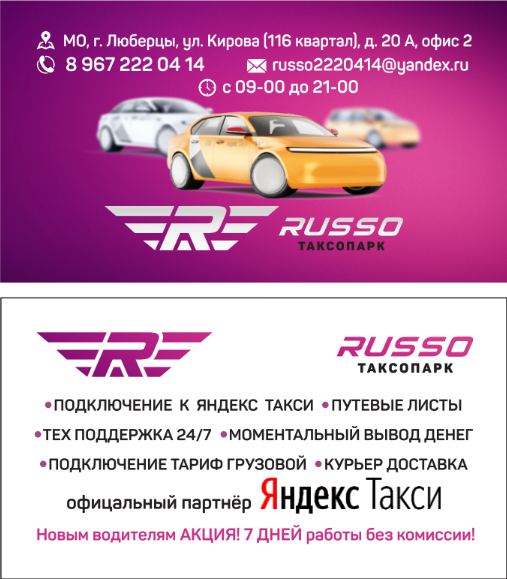 МО, г. Люберцы, ул. Кирова (116 квартал), д. 20 А, офис 2
8 967 222 04 14 russo2220414@yandex.ru
с 09-00 до 21-00
R RUSSO
ТАКСОПАРК
R RUSSO
ТАКСОПАРК
•ПОДКЛЮЧЕНИЕ К ЯНДЕКС ТАКСИ •ПУТЕВЫЕ ЛИСТЫ
•ТЕХ ПОДДЕРЖКА 24/7 •МОМЕНТАЛЬНЫЙ ВЫВОД ДЕНЕГ
•ПОДКЛЮЧЕНИЕ ТАРИФ ГРУЗОВОЙ •КУРЬЕР ДОСТАВКА
офицальный партнёр Яндекс Такси
Новым водителям АКЦИЯ! 7 ДНЕЙ работы без комиссии!